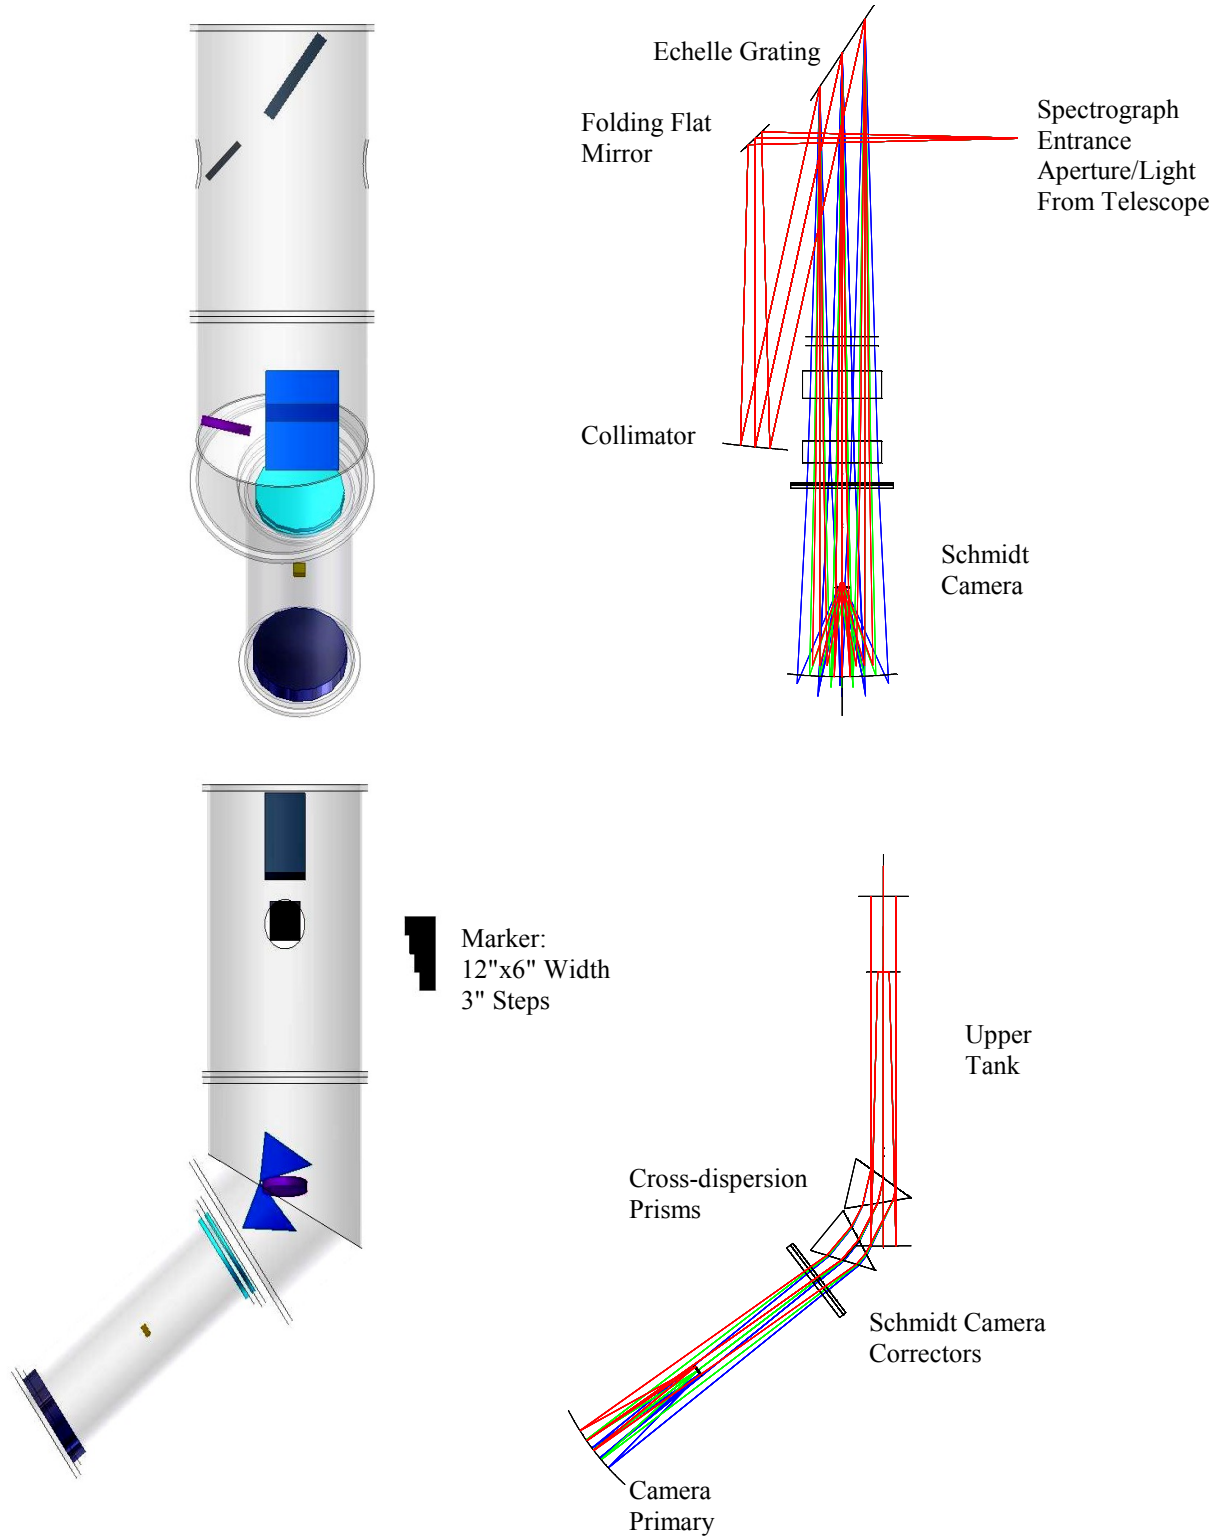 Echelle Grating
Folding Flat
Mirror
Spectrograph
Entrance
Aperture/Light
From Telescope
Collimator
Schmidt
Camera
Marker:
12"x6" Width
3" Steps
Upper
Tank
Cross-dispersion
Prisms
Schmidt Camera
Correctors
Camera
Primary